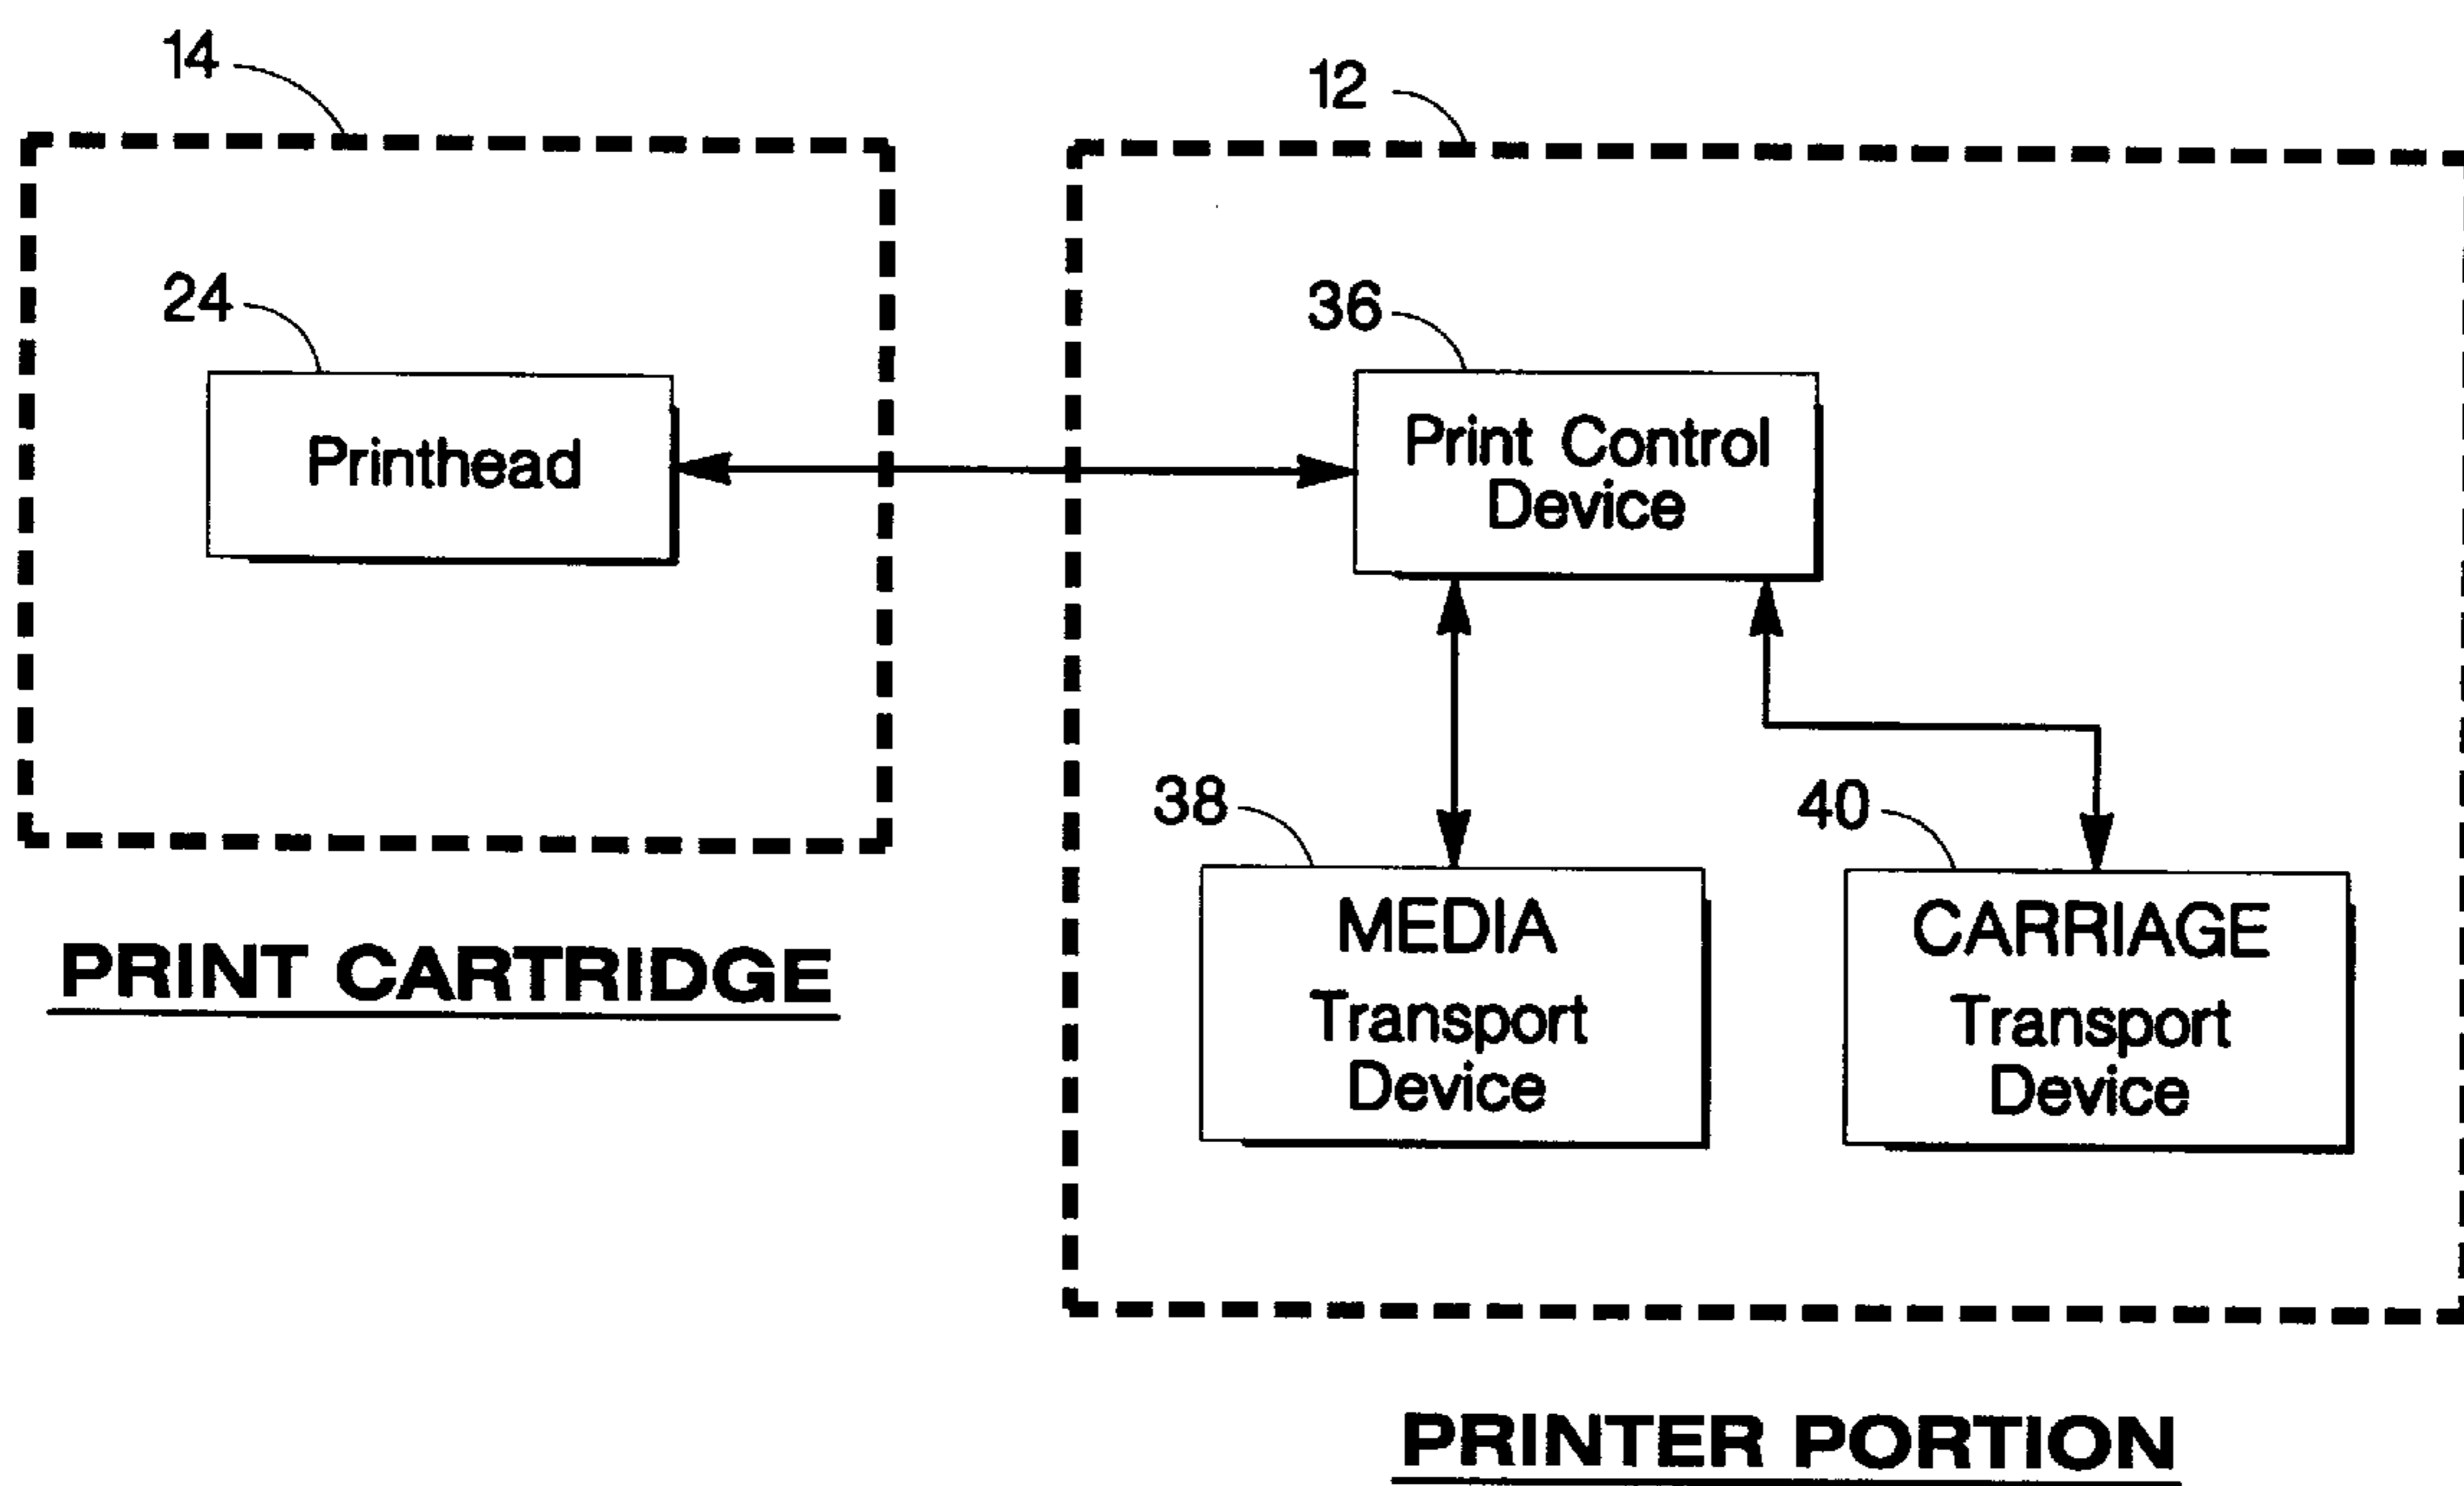 14
12
24
36
Printhead
Print Control
Device
38
40
MEDIA
Transport
Device
CARRIAGE
Transport
Device
PRINT CARTRIDGE
PRINTER PORTION